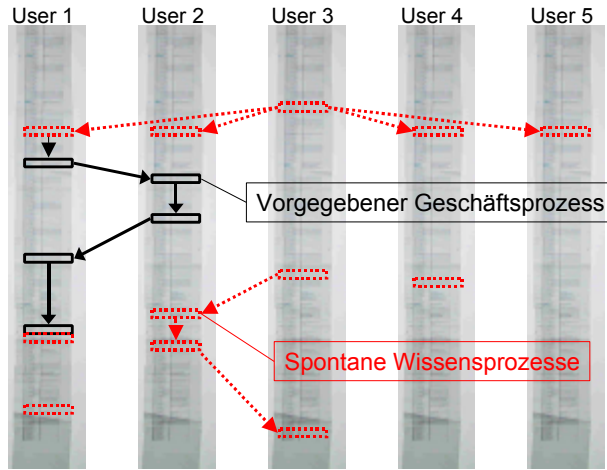 User 1 User 2 User 3 User 4 User 5
Vorgegebener Geschäftsprozess
Spontane Wissensprozesse